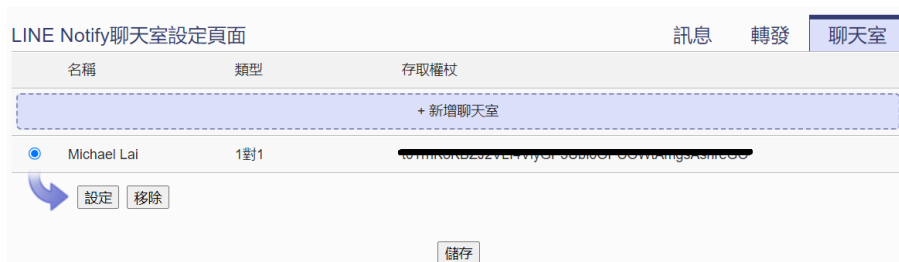 LINE Notify聊天室設定頁面 訊息 轉發 聊天室
名稱 類型 存取權杖
+ 新增聊天室
Michael Lai 1對1
設定 移除
儲存